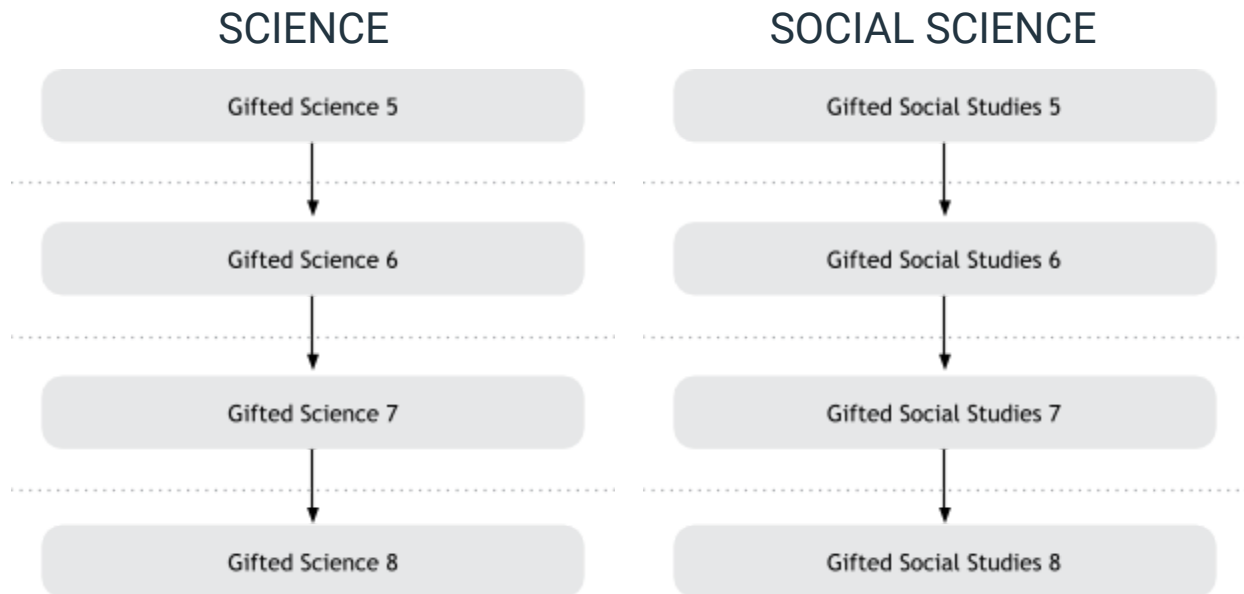 SCIENCE
Gifted Science 5
Gifted Science 6
Gifted Science 7
Gifted Science 8
SOCIAL SCIENCE
Gifted Social Studies 5
Gifted Social Studies 6
Gifted Social Studies 7
Gifted Social Studies 8